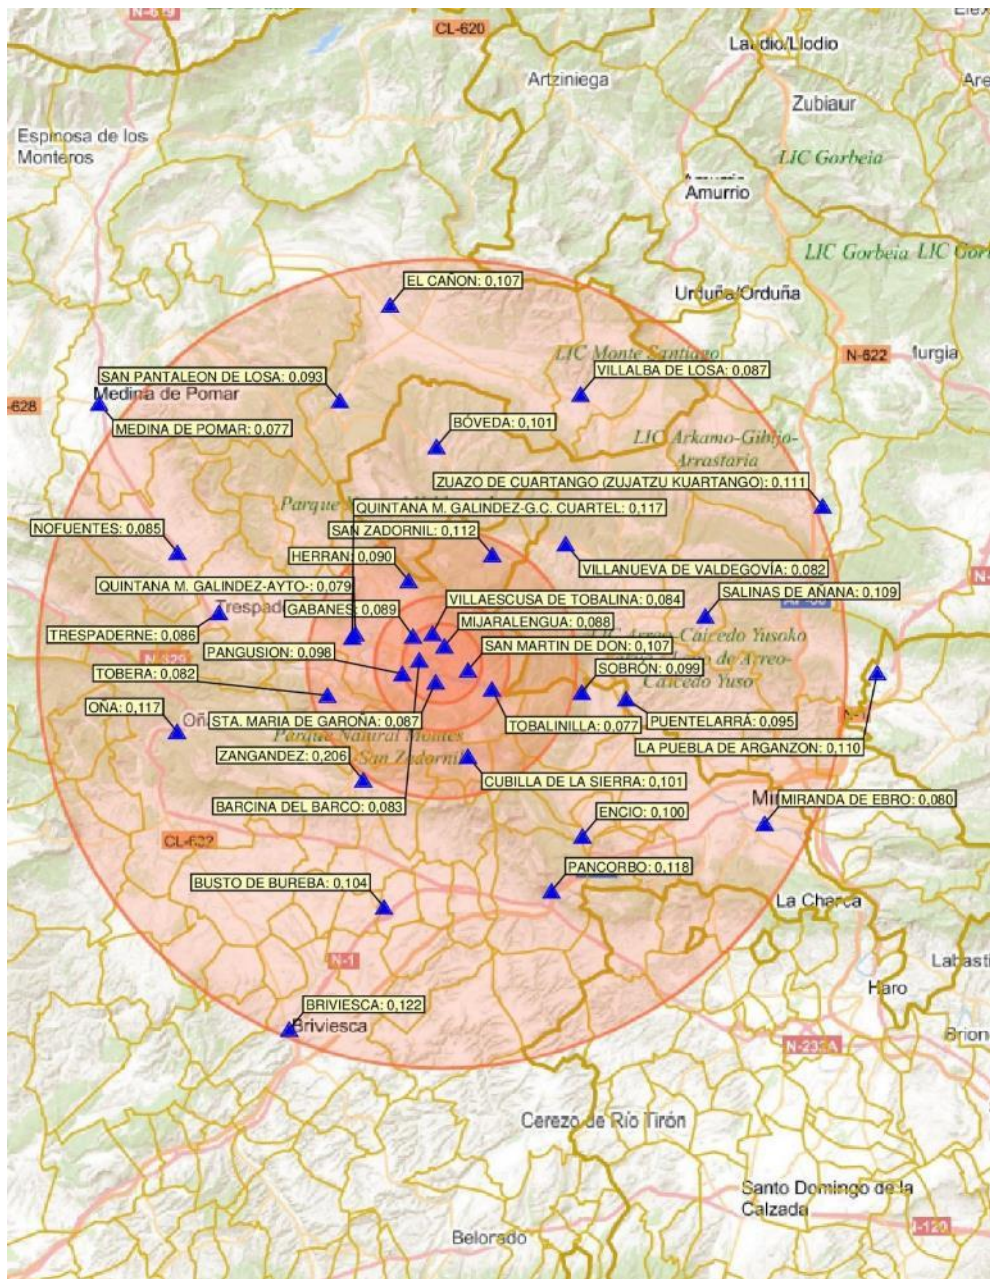 CL-620
Laudio/Llodio
Artziniega
Zubiaur
Espinosa de los
Monteros
LIC Gorbeia
Amurrio
LIC Gorbeia
EL CAÑON: 0,107
Urduña/Orduña
LIC Monte Santiago
N-622
SAN PANTALEON DE LOSA: 0,093
VILLALBA DE LOSA: 0,087
Medina de Pomar
-628
MEDINA DE POMAR: 0,077
BÓVEDA: 0,101
LIC Arkamo-Gibijo-
Arrastaria
ZUAZO DE CUARTANGO (ZUJATZU KUARTANGO): 0,111
QUINTANA M. GALINDEZ-G.C. CUARTEL: 0,117
NOFUENTES: 0,085
SAN ZADORNIL: 0,112
HERRAN: 0,090
VILLANUEVA DE VALDEGOVÍA: 0,082
QUINTANA M. GALINDEZ-AYTO-: 0,079
SALINAS DE AÑANA: 0,109
GABANES: 0,089
VILLAESCUSA DE TOBALINA: 0,084
MIJARALENGUA: 0,088
TRESPADERNE: 0,086
PANGUSION: 0,098
SAN MARTIN DE DON: 0,107
SOBRÓN: 0,099
TOBERA: 0,082
OÑA: 0,117
STA. MARIA DE GAROÑA: 0,087
TOBALINILLA: 0,077
PUENTELARRÁ: 0,095
Parque Natural Montes
San Zadornil
LA PUEBLA DE ARGANZON: 0,110
ZANGANDEZ: 0,206
CUBILLA DE LA SIERRA: 0,101
BARCINA DEL BARCO: 0,083
MIRANDA DE EBRO: 0,080
ENCIO: 0,100
CL-632
PANCORBO: 0,118
BUSTO DE BUREBA: 0,104
La Charca
N-1
Haro
BRIVIESCA: 0,122
Briviesca
N-232A
Cerezo de Río Tirón
Santo Domingo de la
Calzada
N-120
Belorado